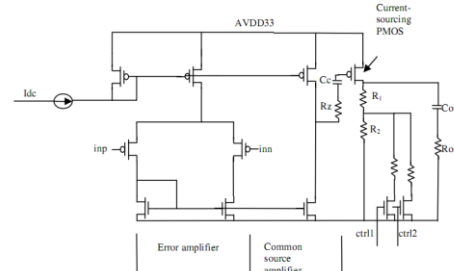 Current-
sourcing
PMOS
AVDD33
Idc
Cc
Rz
R₁
R₂
Co
Ro
inp
inn
ctrl1
ctrl2
Error amplifier
Common
source
amplifier